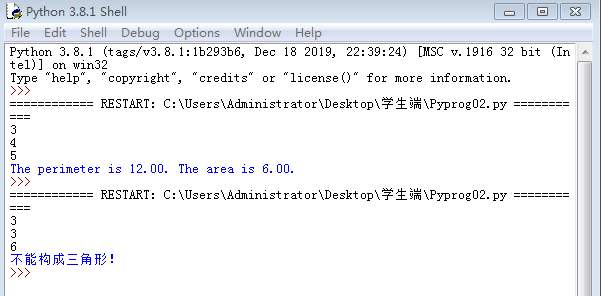 Python 3.8.1 Shell
File Edit Shell Debug Options Window Help
Python 3.8.1 (tags/v3.8.1:1b293b6, Dec 18 2019, 22:39:24) [MSC v.1916 32 bit (In
tel)] on win32
Type "help", "copyright", "credits" or "license()" for more information.
>>>
============ RESTART: C:\Users\Administrator\Desktop\学生端\Pyprog02.py ========
===
3
4
5
The perimeter is 12.00. The area is 6.00.
>>>
============ RESTART: C:\Users\Administrator\Desktop\学生端\Pyprog02.py ========
===
3
3
6
不能构成三角形!
>>>